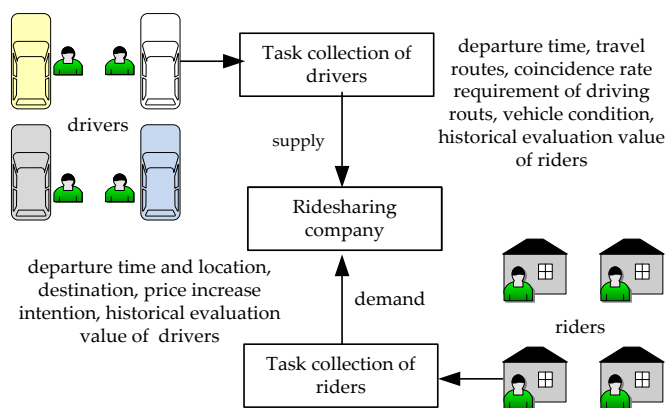 Task collection of
drivers
departure time, travel
routes, coincidence rate
requirement of driving
routs, vehicle condition,
historical evaluation value
of riders
drivers
supply
Ridesharing
company
departure time and location,
destination, price increase
intention, historical evaluation
value of drivers
demand
riders
Task collection of
riders